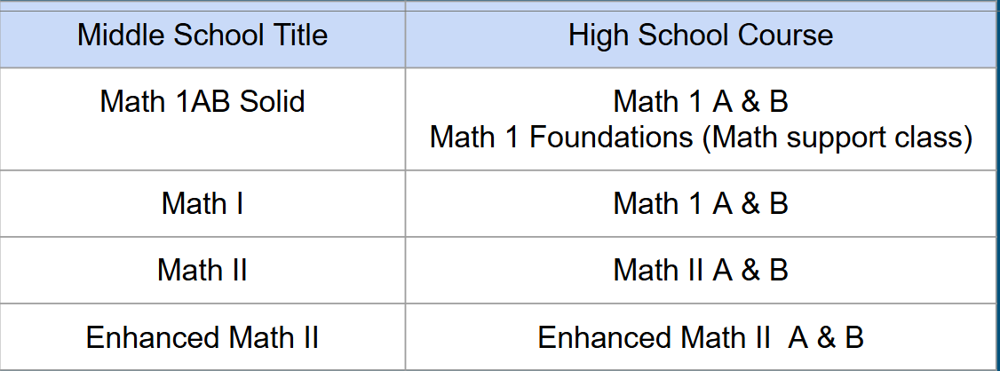 Middle School Title
High School Course
Math 1AB Solid
Math 1 A & B
Math 1 Foundations (Math support class)
Math I
Math 1 A & B
Math II
Math II A & B
Enhanced Math II
Enhanced Math II  A & B